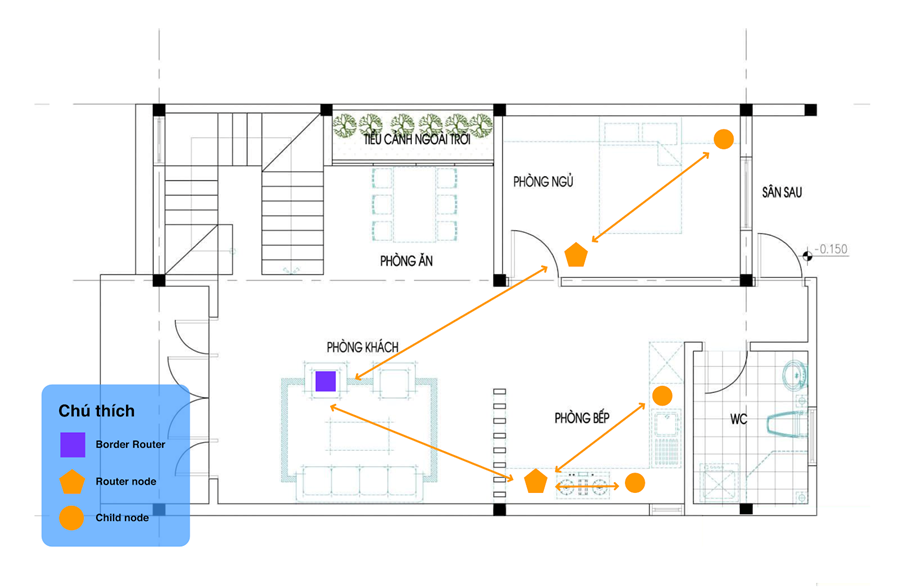 TIỂU CẢNH NGOÀI TRỜI
PHÒNG NGỦ
SÂN SAU
-0.150
PHÒNG ĂN
PHÒNG KHÁCH
PHÒNG BẾP
WC
Chú thích
Border Router
Router node
Child node